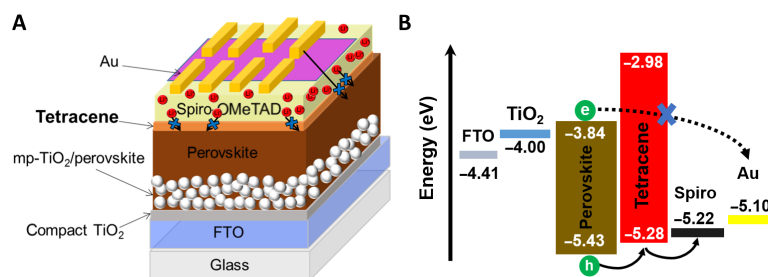 A
Au
Spiro-OMeTAD
Tetracene
Perovskite
mp-TiO₂/perovskite
Compact TiO₂
FTO
Glass
B
Energy (eV)
FTO
−4.41
TiO₂
−4.00
e
−3.84
Perovskite
−5.43
h
−2.98
Tetracene
−5.28
Spiro
−5.22
Au
−5.10